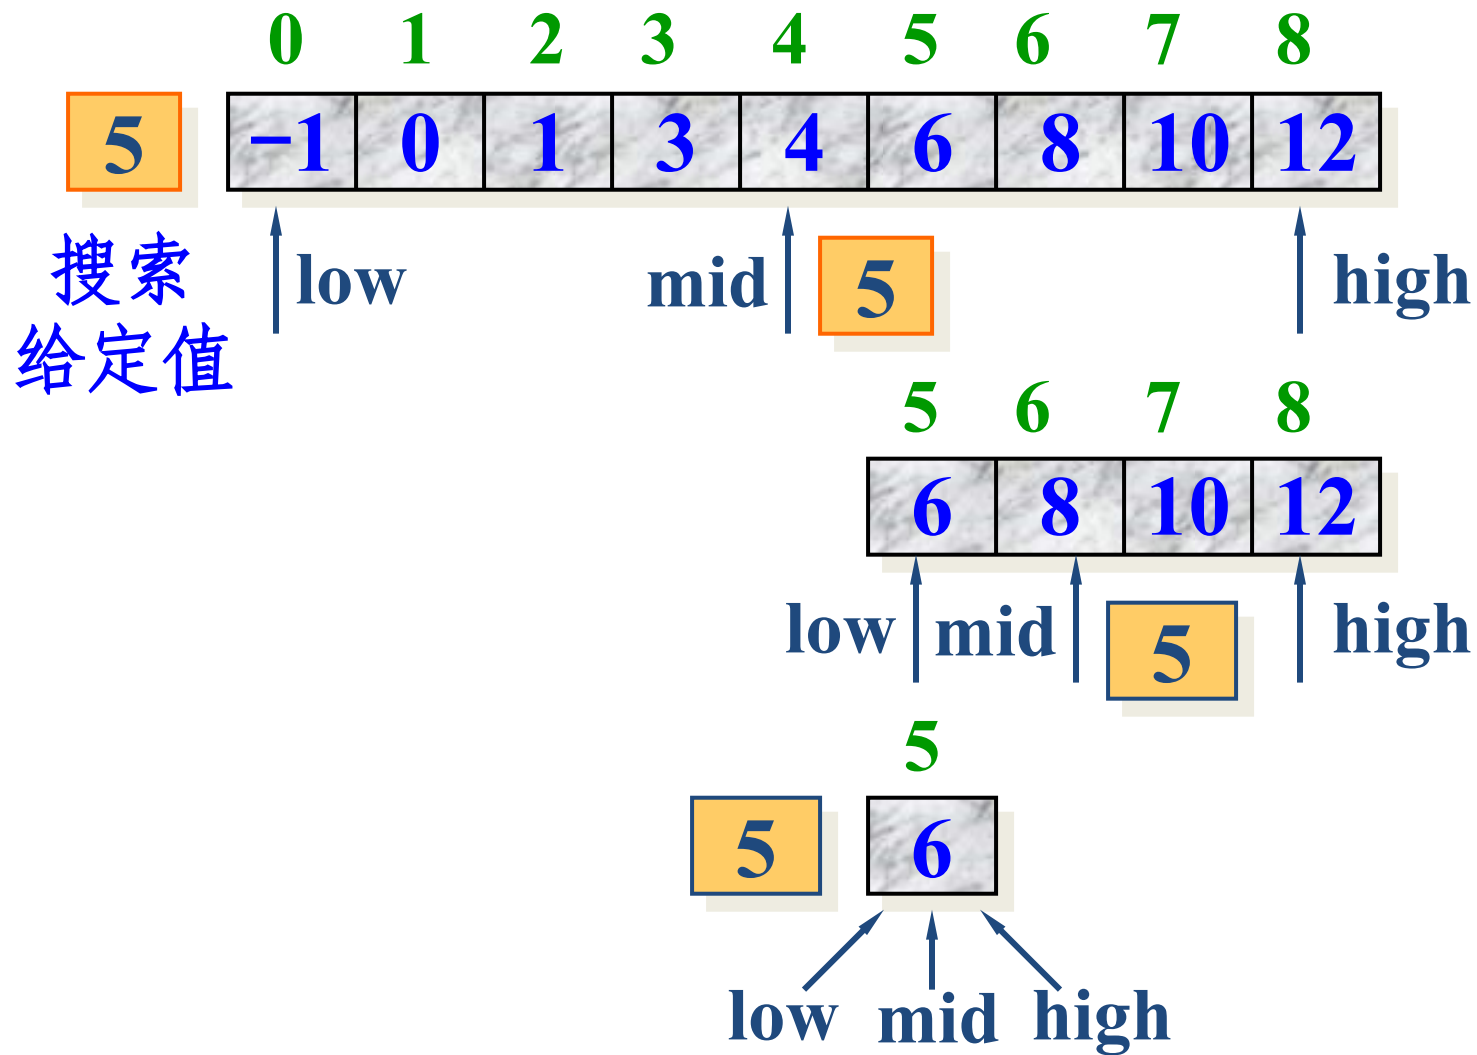 0 1 2 3 4 5 6 7 8
5 −1 0 1 3 4 6 8 10 12
搜索
给定值
low mid 5 high
5 6 7 8
6 8 10 12
low mid 5 high
5
5 6
low mid high